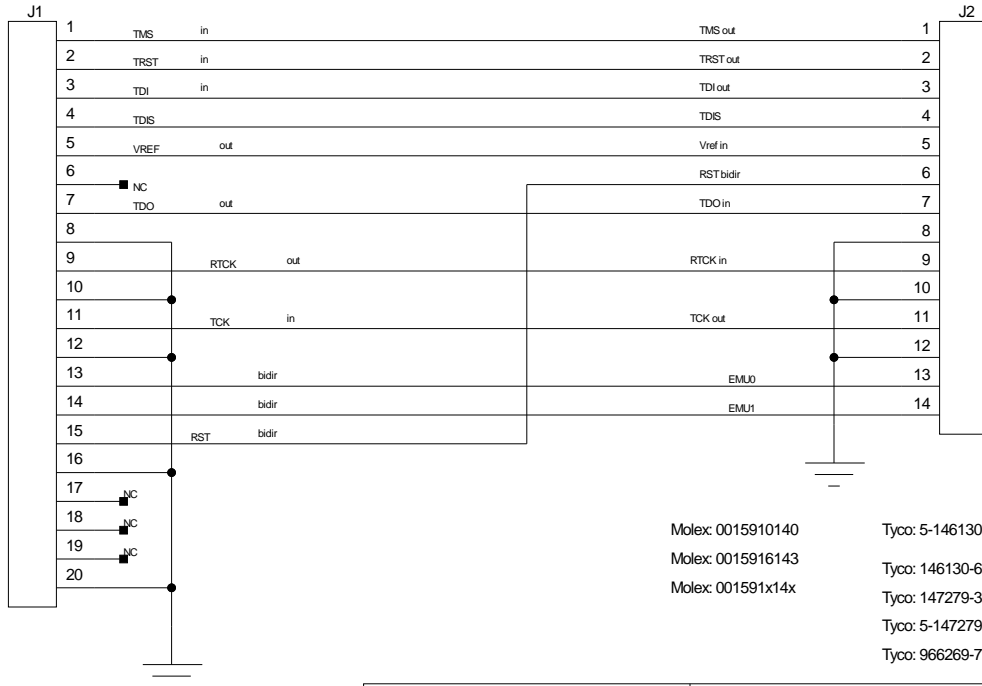 J1 J2
1 TMS in TMS out 1
2 TRST in TRST out 2
3 TDI in TDI out 3
4 TDIS TDIS 4
5 VREF out Vref in 5
6 NC RST bidir 6
7 TDO out TDO in 7
8 8
9 RTCK out RTCK in 9
10 10
11 TCK in TCK out 11
12 12
13 bidir EMU0 13
14 bidir EMU1 14
15 RST bidir
16
17 NC
18 NC
19 NC
20
Molex: 0015910140 Tyco: 5-146130
Molex: 0015916143 Tyco: 146130-6
Molex: 001591x14x Tyco: 147279-3
Tyco: 5-147279
Tyco: 966269-7